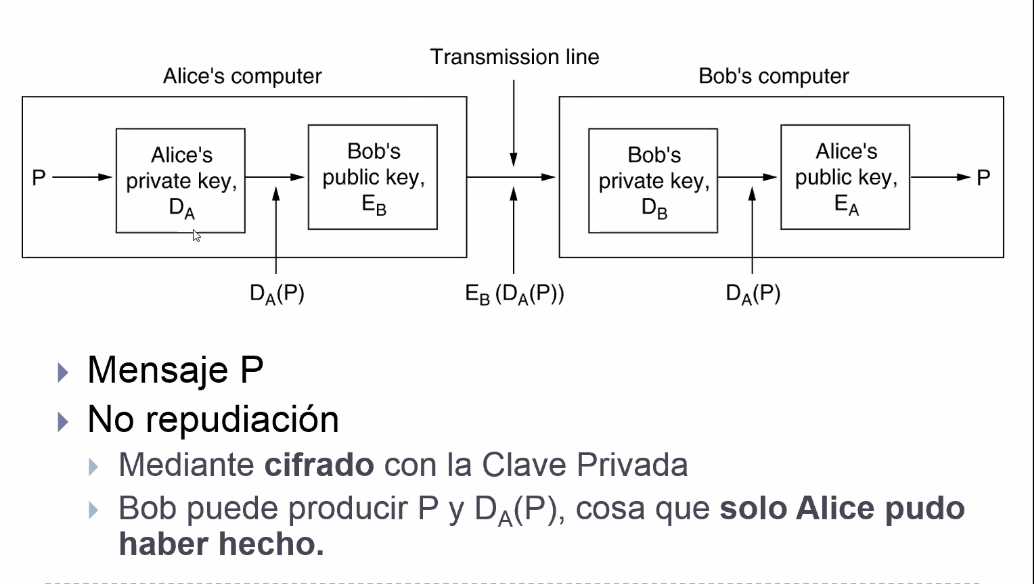 Transmission line
Alice's computer
Bob's computer
P
Alice's
private key,
D_A
Bob's
public key,
E_B
Bob's
private key,
D_B
Alice's
public key,
E_A
P
D_A(P)
E_B (D_A(P))
D_A(P)
Mensaje P
No repudiación
Mediante cifrado con la Clave Privada
Bob puede producir P y D_A(P), cosa que solo Alice pudo
haber hecho.